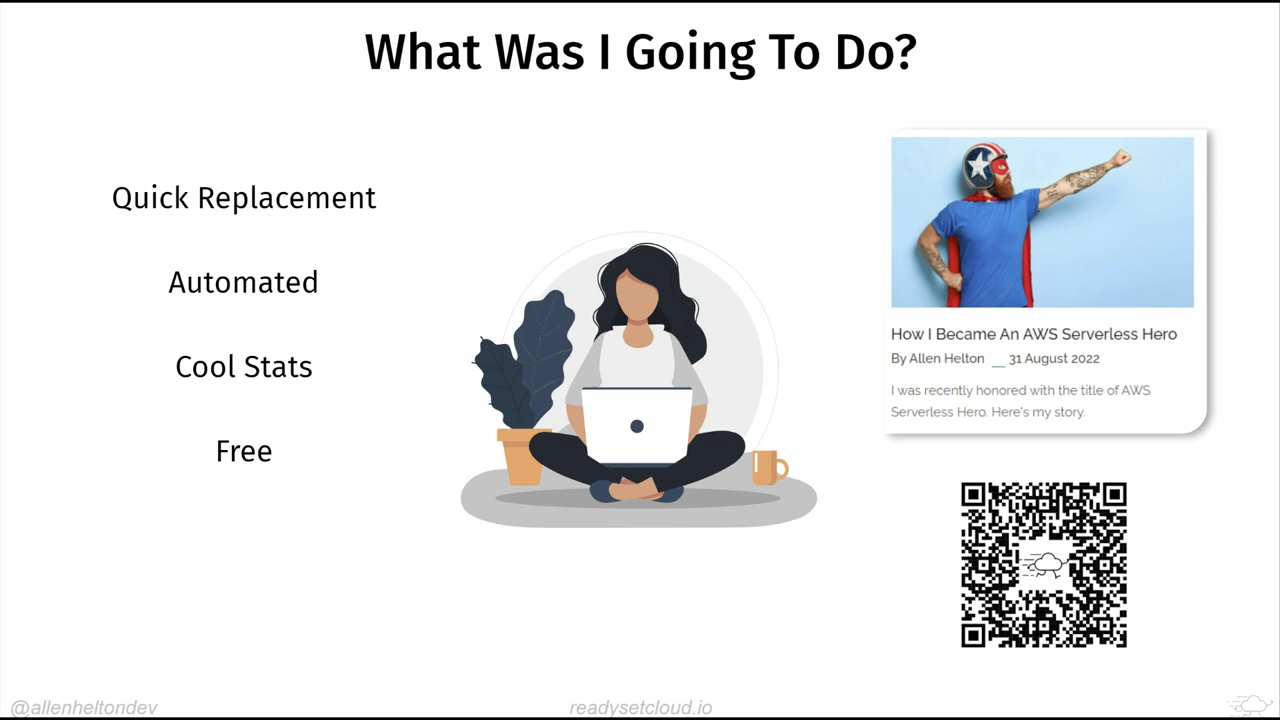 What Was I Going To Do?
Quick Replacement
Automated
Cool Stats
Free
How I Became An AWS Serverless Hero
By Allen Helton __ 31 August 2022
I was recently honored with the title of AWS
Serverless Hero. Here's my story.
@allenheltondev
readysetcloud.io